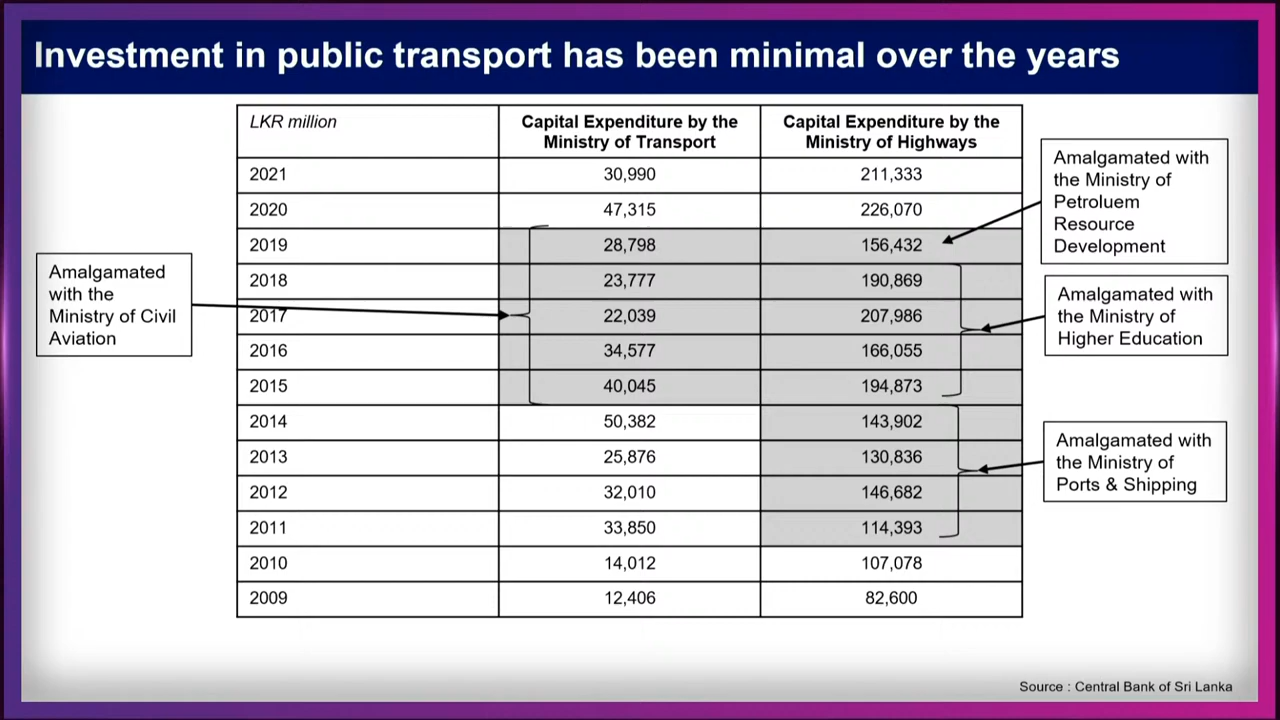 Investment in public transport has been minimal over the years
LKR million
Capital Expenditure by the
Ministry of Transport
Capital Expenditure by the
Ministry of Highways
2021 30,990 211,333
2020 47,315 226,070
2019 28,798 156,432
2018 23,777 190,869
2017 22,039 207,986
2016 34,577 166,055
2015 40,045 194,873
2014 50,382 143,902
2013 25,876 130,836
2012 32,010 146,682
2011 33,850 114,393
2010 14,012 107,078
2009 12,406 82,600
Amalgamated
with the
Ministry of Civil
Aviation
Amalgamated with
the Ministry of
Petroluem
Resource
Development
Amalgamated with
the Ministry of
Higher Education
Amalgamated with
the Ministry of
Ports & Shipping
Source : Central Bank of Sri Lanka